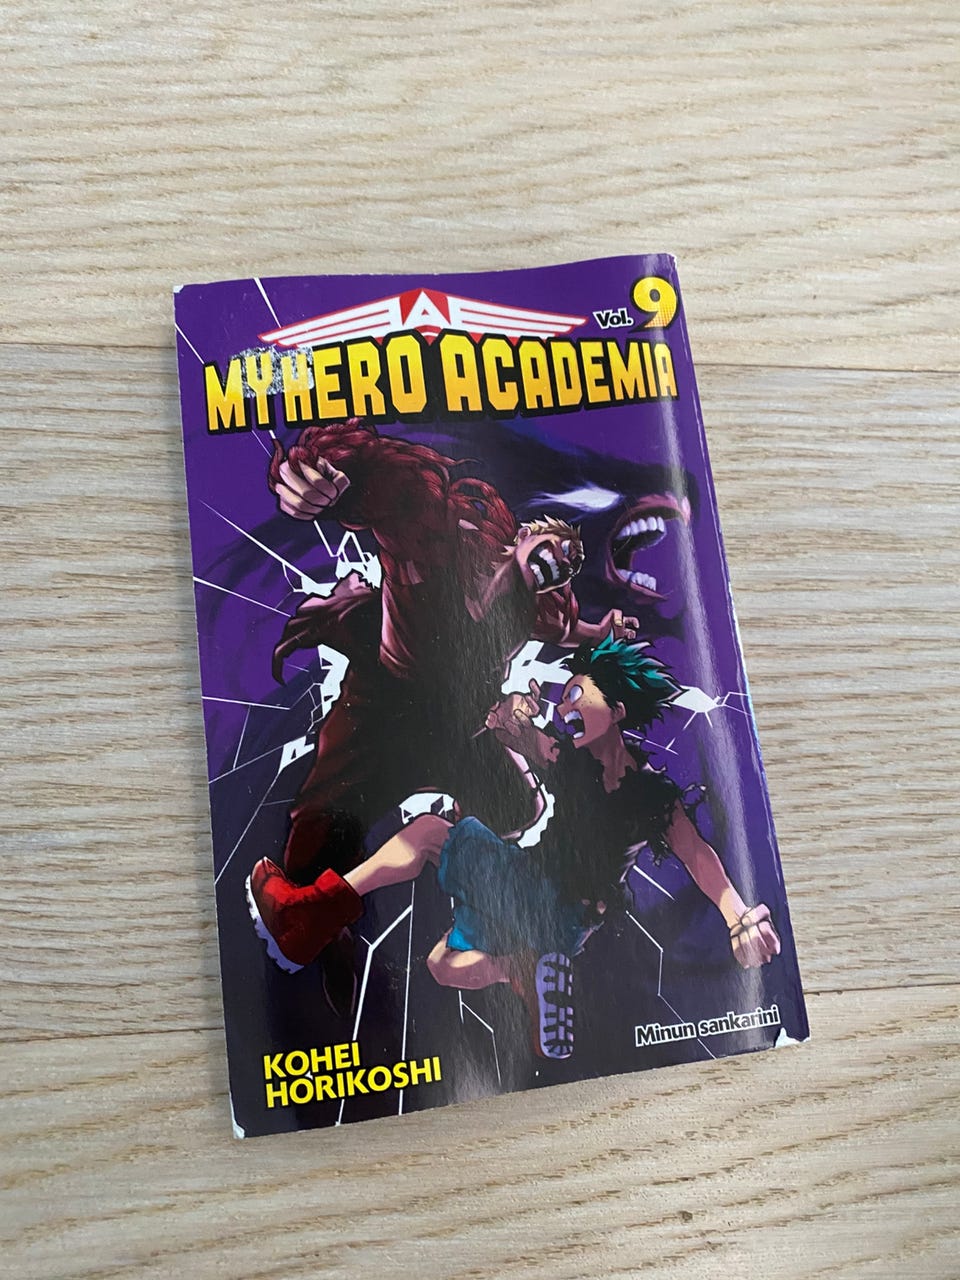 Vol. 9
MY HERO ACADEMIA
KOHEI
HORIKOSHI
Minun sankarini